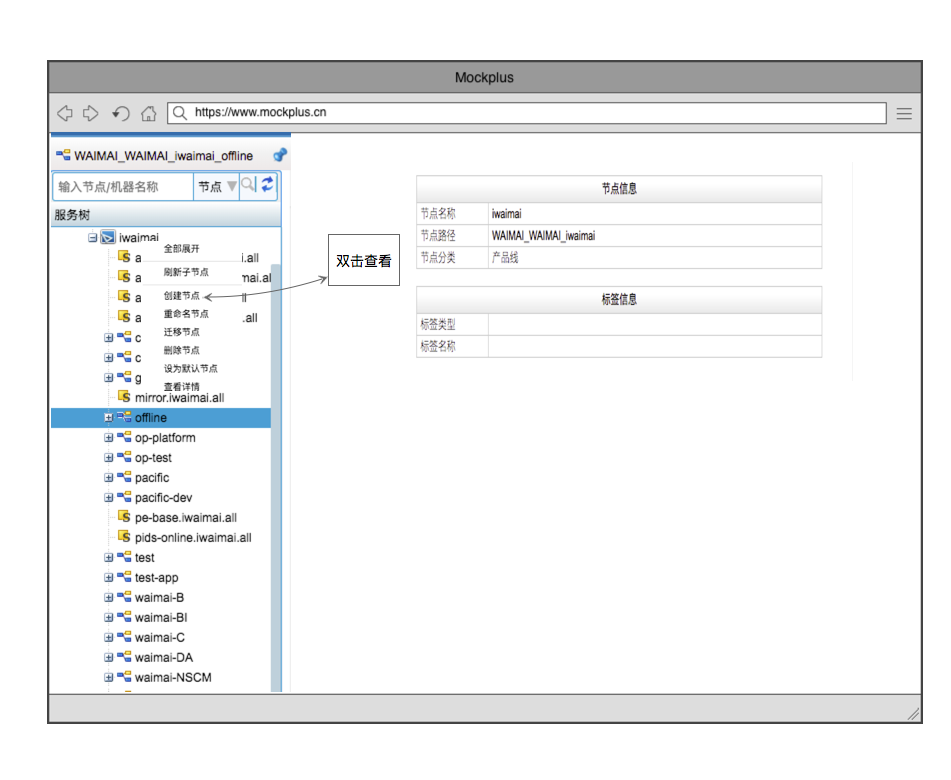 Mockplus
https://www.mockplus.cn
WAIMAI_WAIMAI_iwaimai_offline
输入节点/机器名称 节点
服务树
iwaimai
全部展开
a i.all
刷新子节点
a mai.al
创建节点
a ll
重命名节点
a .all
迁移节点
c
删除节点
c
设为默认节点
g
查看详情
mirror.iwaimai.all
offline
op-platform
op-test
pacific
pacific-dev
pe-base.iwaimai.all
pids-online.iwaimai.all
test
test-app
waimai-B
waimai-BI
waimai-C
waimai-DA
waimai-NSCM
双击查看
节点信息
节点名称 iwaimai
节点路径 WAIMAI_WAIMAI_iwaimai
节点分类 产品线
标签信息
标签类型
标签名称